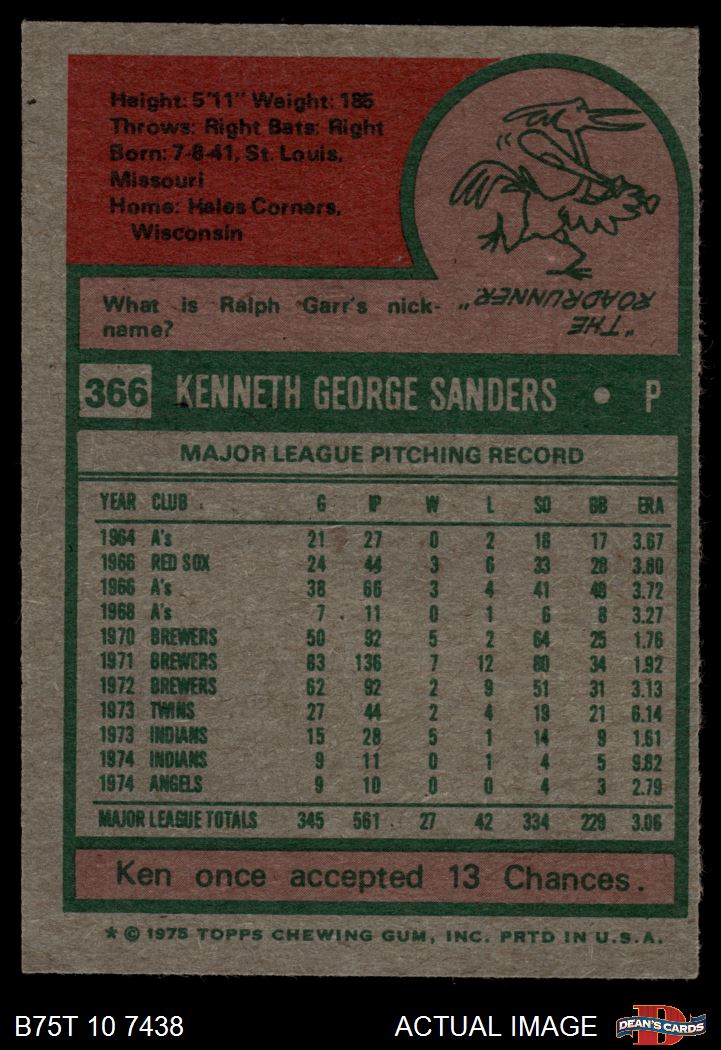 Height: 5'11" Weight: 185
Throws: Right Bats: Right
Born: 7-8-41, St. Louis,
Missouri
Home: Hales Corners,
Wisconsin
What is Ralph Garr's nick-
name?
"THE
ROADRUNNER."
366 KENNETH GEORGE SANDERS • P
MAJOR LEAGUE PITCHING RECORD
YEAR CLUB G IP W L SO BB ERA
1964 A's 21 27 0 2 18 17 3.67
1966 RED SOX 24 44 3 6 33 28 3.80
1966 A's 38 66 3 4 41 49 3.72
1968 A's 7 11 0 1 6 8 3.27
1970 BREWERS 50 92 5 2 64 25 1.76
1971 BREWERS 83 136 7 12 80 34 1.92
1972 BREWERS 62 92 2 9 51 31 3.13
1973 TWINS 27 44 2 4 19 21 6.14
1973 INDIANS 15 28 5 1 14 9 1.61
1974 INDIANS 9 11 0 1 4 5 9.82
1974 ANGELS 9 10 0 0 4 3 2.79
MAJOR LEAGUE TOTALS 345 561 27 42 334 229 3.06
Ken once accepted 13 Chances.
* © 1975 TOPPS CHEWING GUM, INC. PRTD IN U.S.A.
B75T 10 7438 ACTUAL IMAGE
D
DEAN'S CARDS